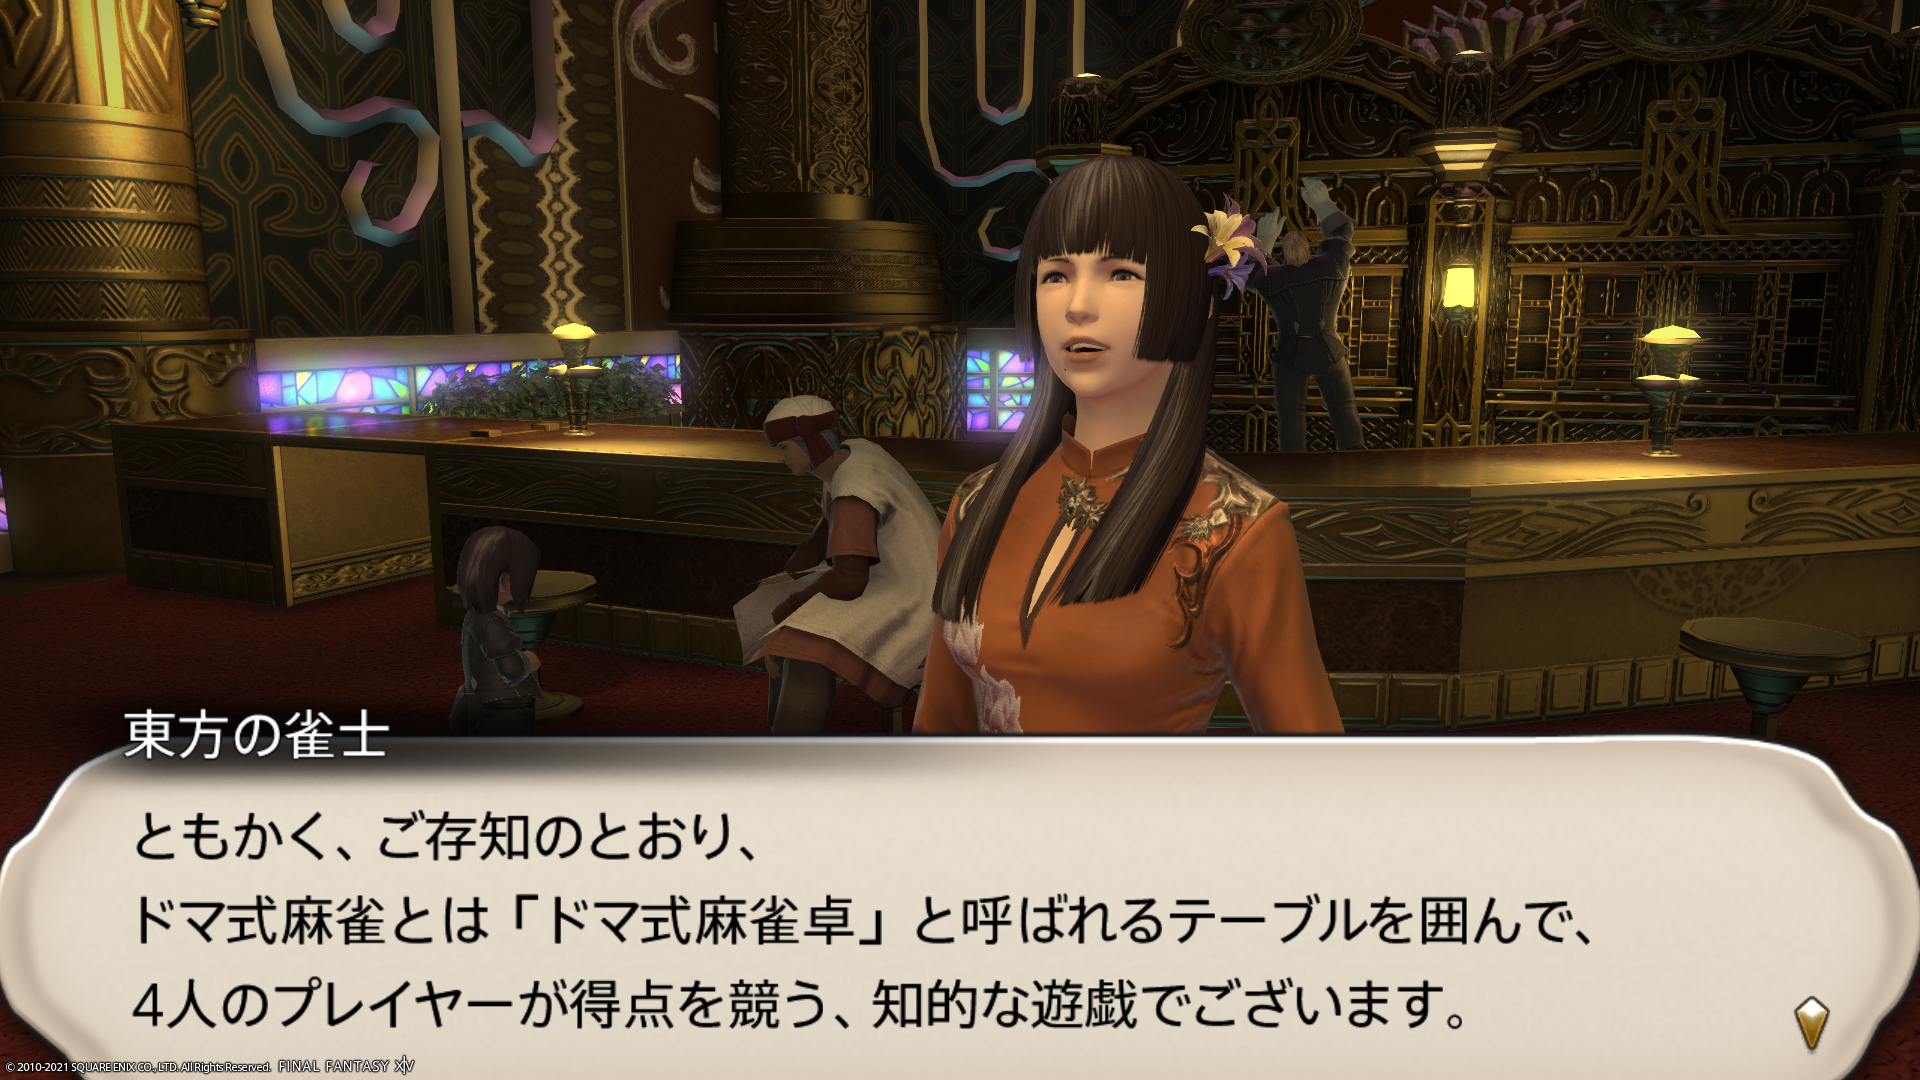 東方の雀士
ともかく、ご存知のとおり、
ドマ式麻雀とは「ドマ式麻雀卓」と呼ばれるテーブルを囲んで、
4人のプレイヤーが得点を競う、知的な遊戯でございます。
© 2010-2021 SQUARE ENIX CO., LTD. All Rights Reserved. FINAL FANTASY XIV